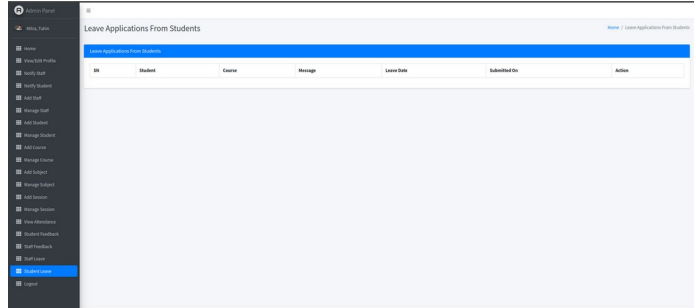 Admin Panel
Attra, Tuhin
Home
View/Edit Profile
Notify Staff
Notify Student
Add Staff
Manage Staff
Add Student
Manage Student
Add Course
Manage Course
Add Subject
Manage Subject
Add Session
Manage Session
View Attendance
Student Feedback
Staff Feedback
Staff Leave
Student Leave
Logout
Leave Applications From Students
Home / Leave Applications From Students
Leave Applications From Students
SN Student Course Message Leave Date Submitted On Action